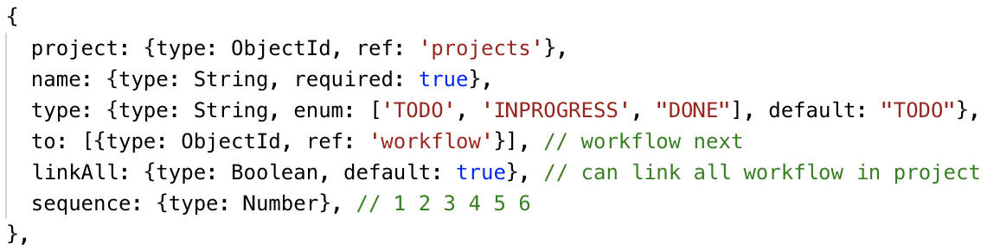 {
project: {type: ObjectId, ref: 'projects'},
name: {type: String, required: true},
type: {type: String, enum: ['TODO', 'INPROGRESS', "DONE"], default: "TODO"},
to: [{type: ObjectId, ref: 'workflow'}], // workflow next
linkAll: {type: Boolean, default: true}, // can link all workflow in project
sequence: {type: Number}, // 1 2 3 4 5 6
},